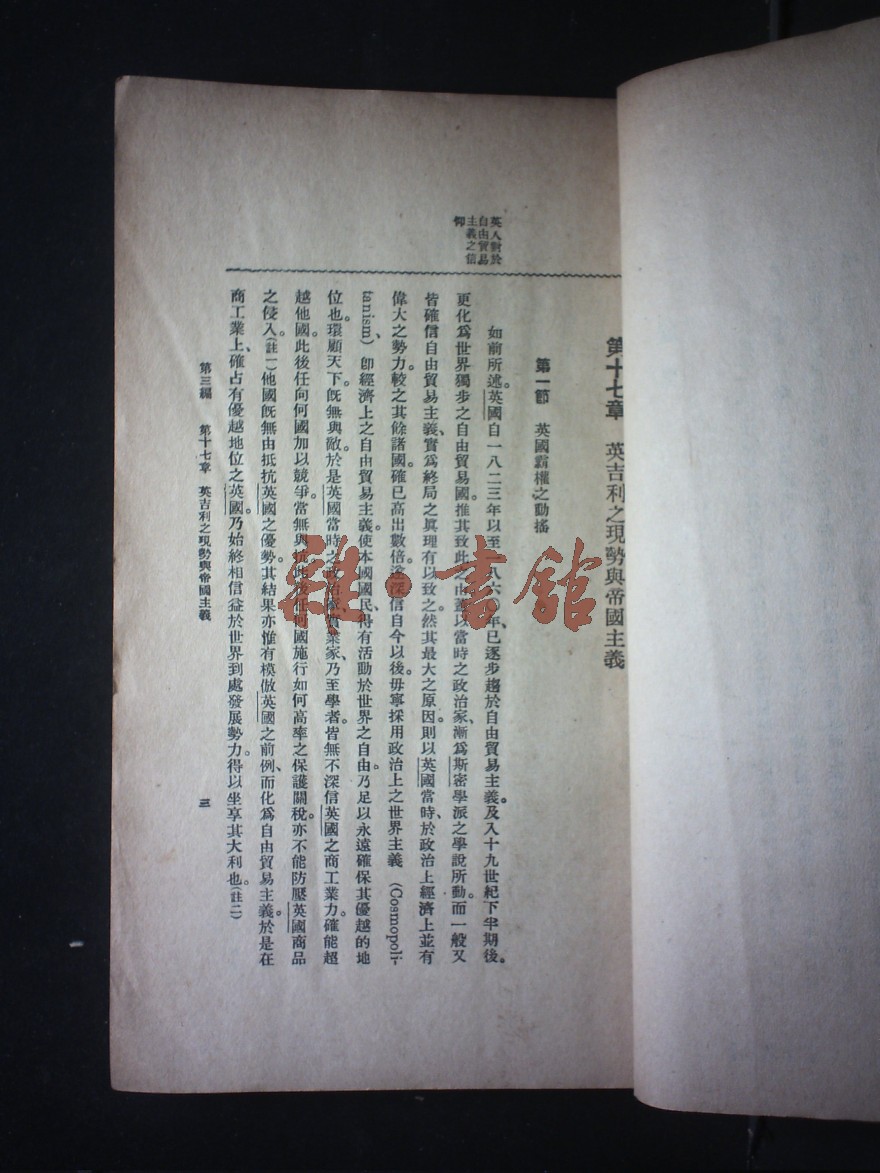 第十七章　英吉利之現勢與帝國主義
第一節　英國霸權之動搖
英人對於
自由貿易
主義之信
仰
如前所述。英國自一八二三年以至一八六〇年、已逐步趨於自由貿易主義。及入十九世紀下半期後。
更化爲世界獨步之自由貿易國。推其致此之由、蓋以當時之政治家、漸爲斯密學派之學說所動。而一般又
皆確信自由貿易主義、實爲終局之眞理有以致之。然其最大之原因。則以英國當時、於政治上經濟上並有
偉大之勢力、較之其餘諸國。確已高出數倍。遂深信自今以後。毋寧採用政治上之世界主義 (Cosmopoli-
tanism)、卽經濟上之自由貿易主義。使本國國民、得有活動於世界之自由。乃足以永遠確保其優越的地
位也。環顧天下。旣無與敵。於是英國當時之政治家、實業家、乃至學者。皆無不深信英國之商工業力。確能超
越他國。此後任向何國加以競爭。當無與抗。此後任何國施行如何高率之保護關稅。亦不能防壓英國商品
之侵入。(註一)他國旣無由抵抗英國之優勢。其結果亦惟有模倣英國之前例、而化爲自由貿易主義。於是在
商工業上、確占有優越地位之英國。乃始終相信益於世界到處發展勢力。得以坐享其大利也。(註二)
第三編　第十七章　英吉利之現勢與帝國主義　三
雜·書館